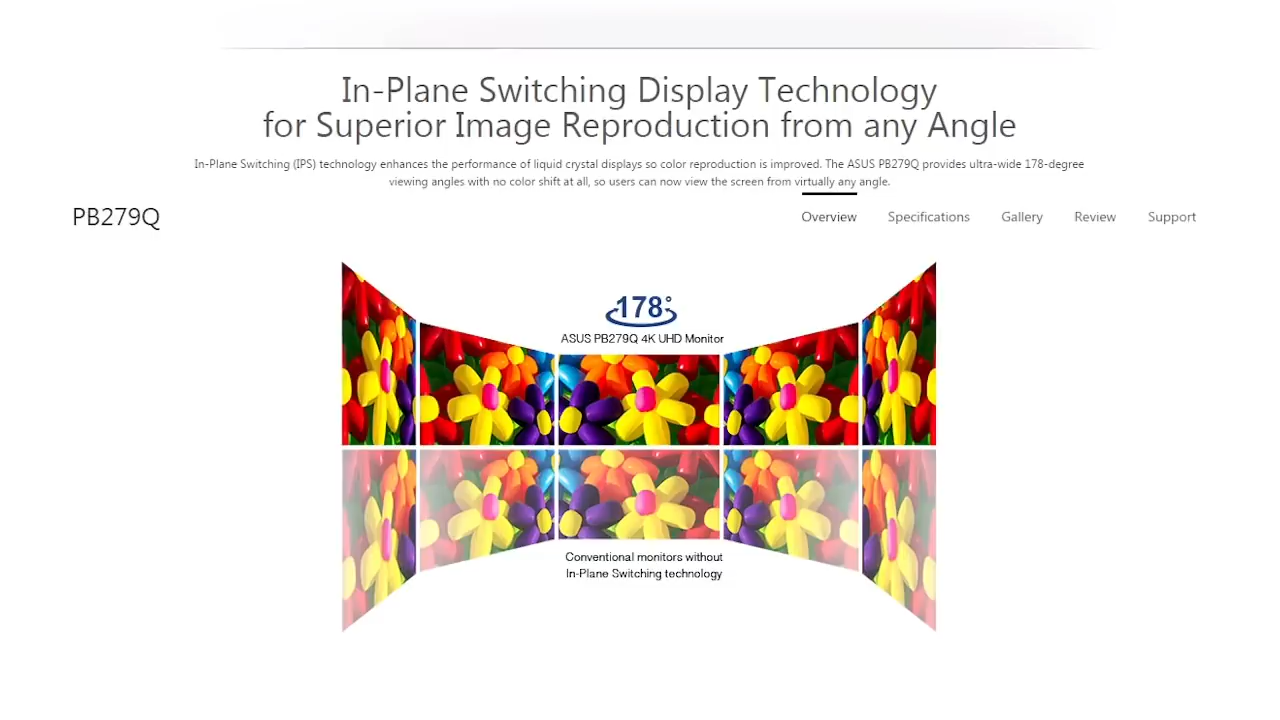 In-Plane Switching Display Technology
for Superior Image Reproduction from any Angle
In-Plane Switching (IPS) technology enhances the performance of liquid crystal displays so color reproduction is improved. The ASUS PB279Q provides ultra-wide 178-degree
viewing angles with no color shift at all, so users can now view the screen from virtually any angle.
PB279Q
Overview
Specifications
Gallery
Review
Support
178°
ASUS PB279Q 4K UHD Monitor
Conventional monitors without
In-Plane Switching technology